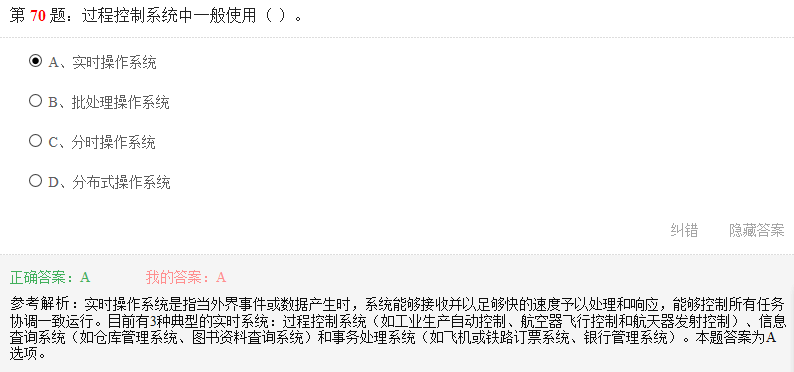 第 70 题：过程控制系统中一般使用（ ）。
A、实时操作系统
B、批处理操作系统
C、分时操作系统
D、分布式操作系统
纠错 隐藏答案
正确答案：A 我的答案：A
参考解析：实时操作系统是指当外界事件或数据产生时，系统能够接收并以足够快的速度予以处理和响应，能够控制所有任务
协调一致运行。目前有3种典型的实时系统：过程控制系统（如工业生产自动控制、航空器飞行控制和航天器发射控制）、信息
查询系统（如仓库管理系统、图书资料查询系统）和事务处理系统（如飞机或铁路订票系统、银行管理系统）。本题答案为A
选项。